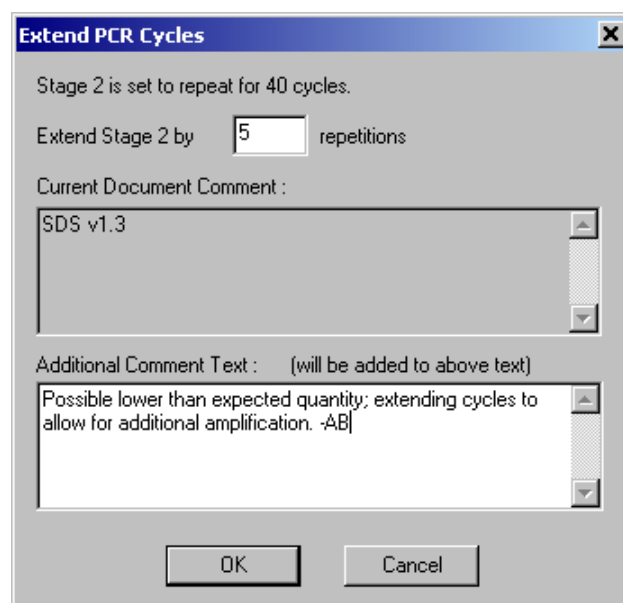 Extend PCR Cycles
Stage 2 is set to repeat for 40 cycles.
Extend Stage 2 by 5 repetitions
Current Document Comment :
SDS v1.3
Additional Comment Text : (will be added to above text)
Possible lower than expected quantity; extending cycles to
allow for additional amplification. -AB
OK Cancel